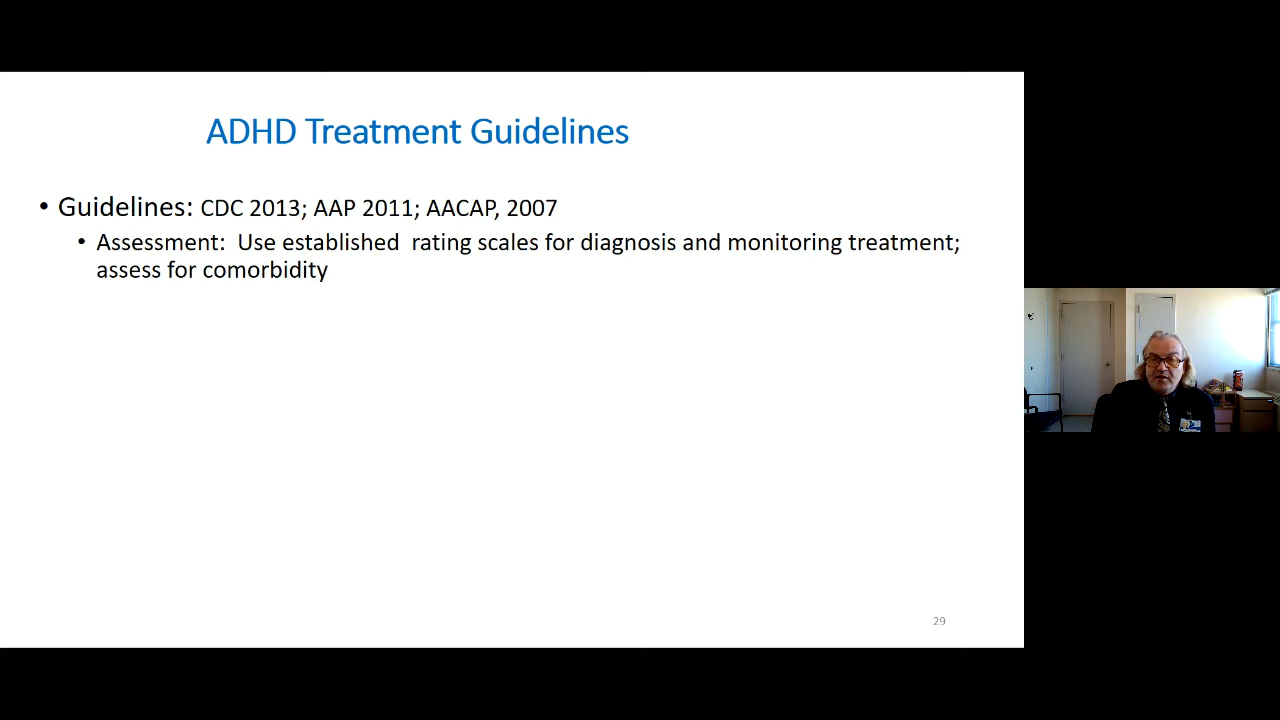 ADHD Treatment Guidelines
• Guidelines: CDC 2013; AAP 2011; AACAP, 2007
• Assessment: Use established rating scales for diagnosis and monitoring treatment;
assess for comorbidity
29